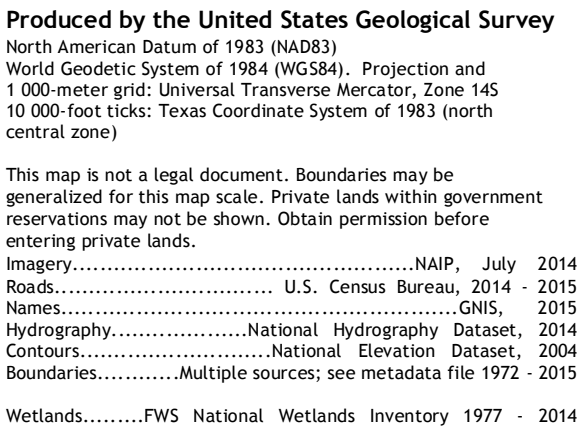 Produced by the United States Geological Survey
North American Datum of 1983 (NAD83)
World Geodetic System of 1984 (WGS84).  Projection and
1 000-meter grid: Universal Transverse Mercator, Zone 14S
10 000-foot ticks: Texas Coordinate System of 1983 (north
central zone)
This map is not a legal document. Boundaries may be
generalized for this map scale. Private lands within government
reservations may not be shown. Obtain permission before
entering private lands.
Imagery.............................................NAIP, July 2014
Roads............................. U.S. Census Bureau, 2014 - 2015
Names....................................................GNIS, 2015
Hydrography..................National Hydrography Dataset, 2014
Contours.........................National Elevation Dataset, 2004
Boundaries............Multiple sources; see metadata file 1972 - 2015
Wetlands.........FWS National Wetlands Inventory 1977 - 2014